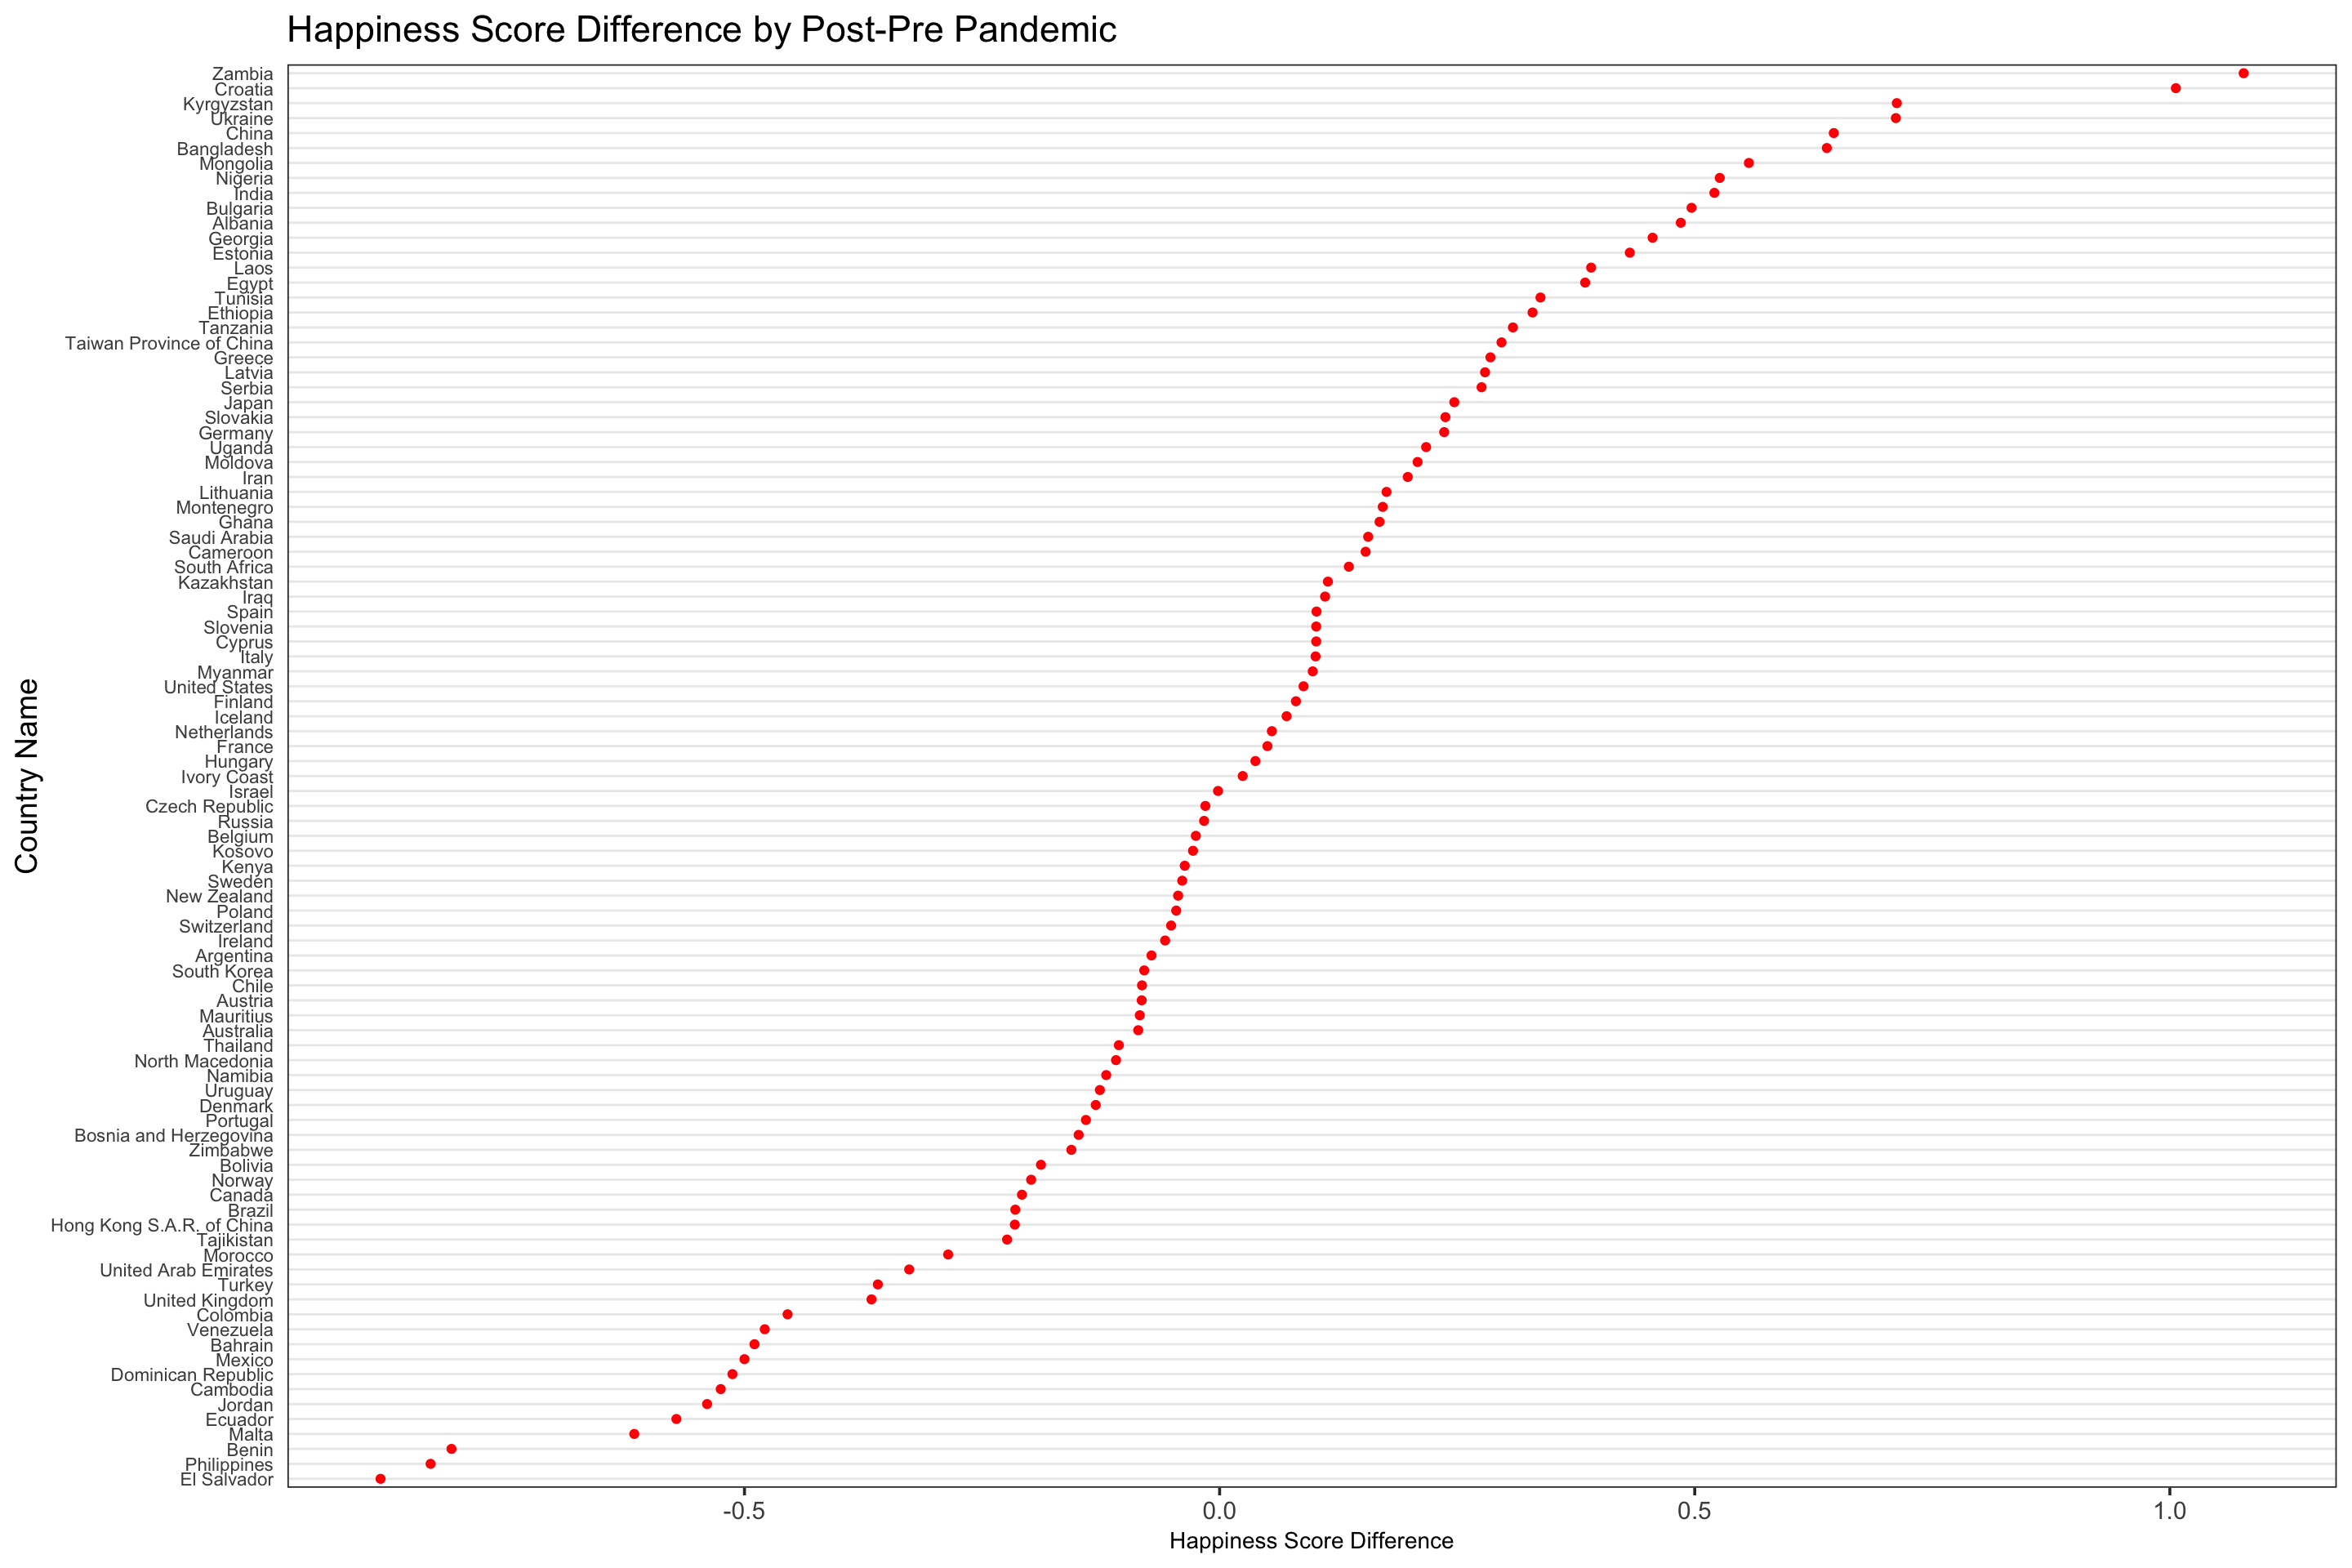 Happiness Score Difference by Post-Pre Pandemic
Zambia
Croatia
Kyrgyzstan
Ukraine
China
Bangladesh
Mongolia
Nigeria
India
Bulgaria
Albania
Georgia
Estonia
Laos
Egypt
Tunisia
Ethiopia
Tanzania
Taiwan Province of China
Greece
Latvia
Serbia
Japan
Slovakia
Germany
Uganda
Moldova
Iran
Lithuania
Montenegro
Ghana
Saudi Arabia
Cameroon
South Africa
Kazakhstan
Iraq
Spain
Slovenia
Cyprus
Italy
Myanmar
United States
Finland
Iceland
Netherlands
France
Hungary
Ivory Coast
Israel
Czech Republic
Russia
Belgium
Kosovo
Kenya
Sweden
New Zealand
Poland
Switzerland
Ireland
Argentina
South Korea
Chile
Austria
Mauritius
Australia
Thailand
North Macedonia
Namibia
Uruguay
Denmark
Portugal
Bosnia and Herzegovina
Zimbabwe
Bolivia
Norway
Canada
Brazil
Hong Kong S.A.R. of China
Tajikistan
Morocco
United Arab Emirates
Turkey
United Kingdom
Colombia
Venezuela
Bahrain
Mexico
Dominican Republic
Cambodia
Jordan
Ecuador
Malta
Benin
Philippines
El Salvador
Country Name
-0.5 0.0 0.5 1.0
Happiness Score Difference